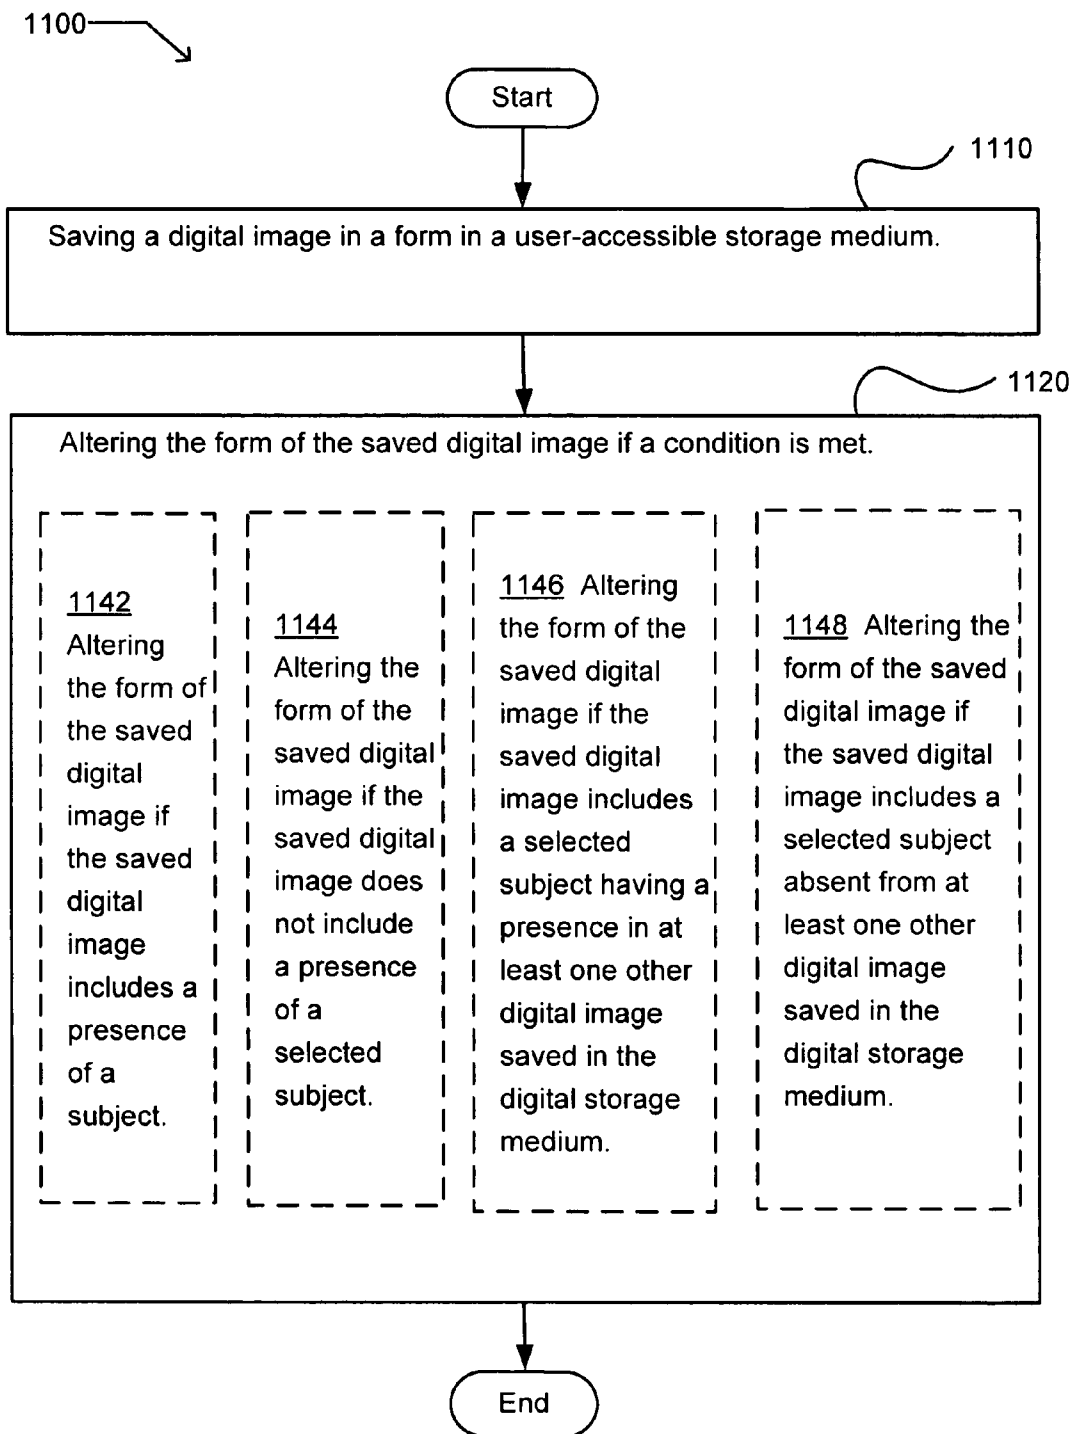 1100
Start
1110
Saving a digital image in a form in a user-accessible storage medium.
1120
Altering the form of the saved digital image if a condition is met.
1142
Altering
the form of
the saved
digital
image if
the saved
digital
image
includes a
presence
of a
subject.
1144
Altering the
form of the
saved digital
image if the
saved digital
image does
not include
a presence
of a
selected
subject.
1146 Altering
the form of the
saved digital
image if the
saved digital
image includes
a selected
subject having a
presence in at
least one other
digital image
saved in the
digital storage
medium.
1148 Altering the
form of the saved
digital image if
the saved digital
image includes a
selected subject
absent from at
least one other
digital image
saved in the
digital storage
medium.
End